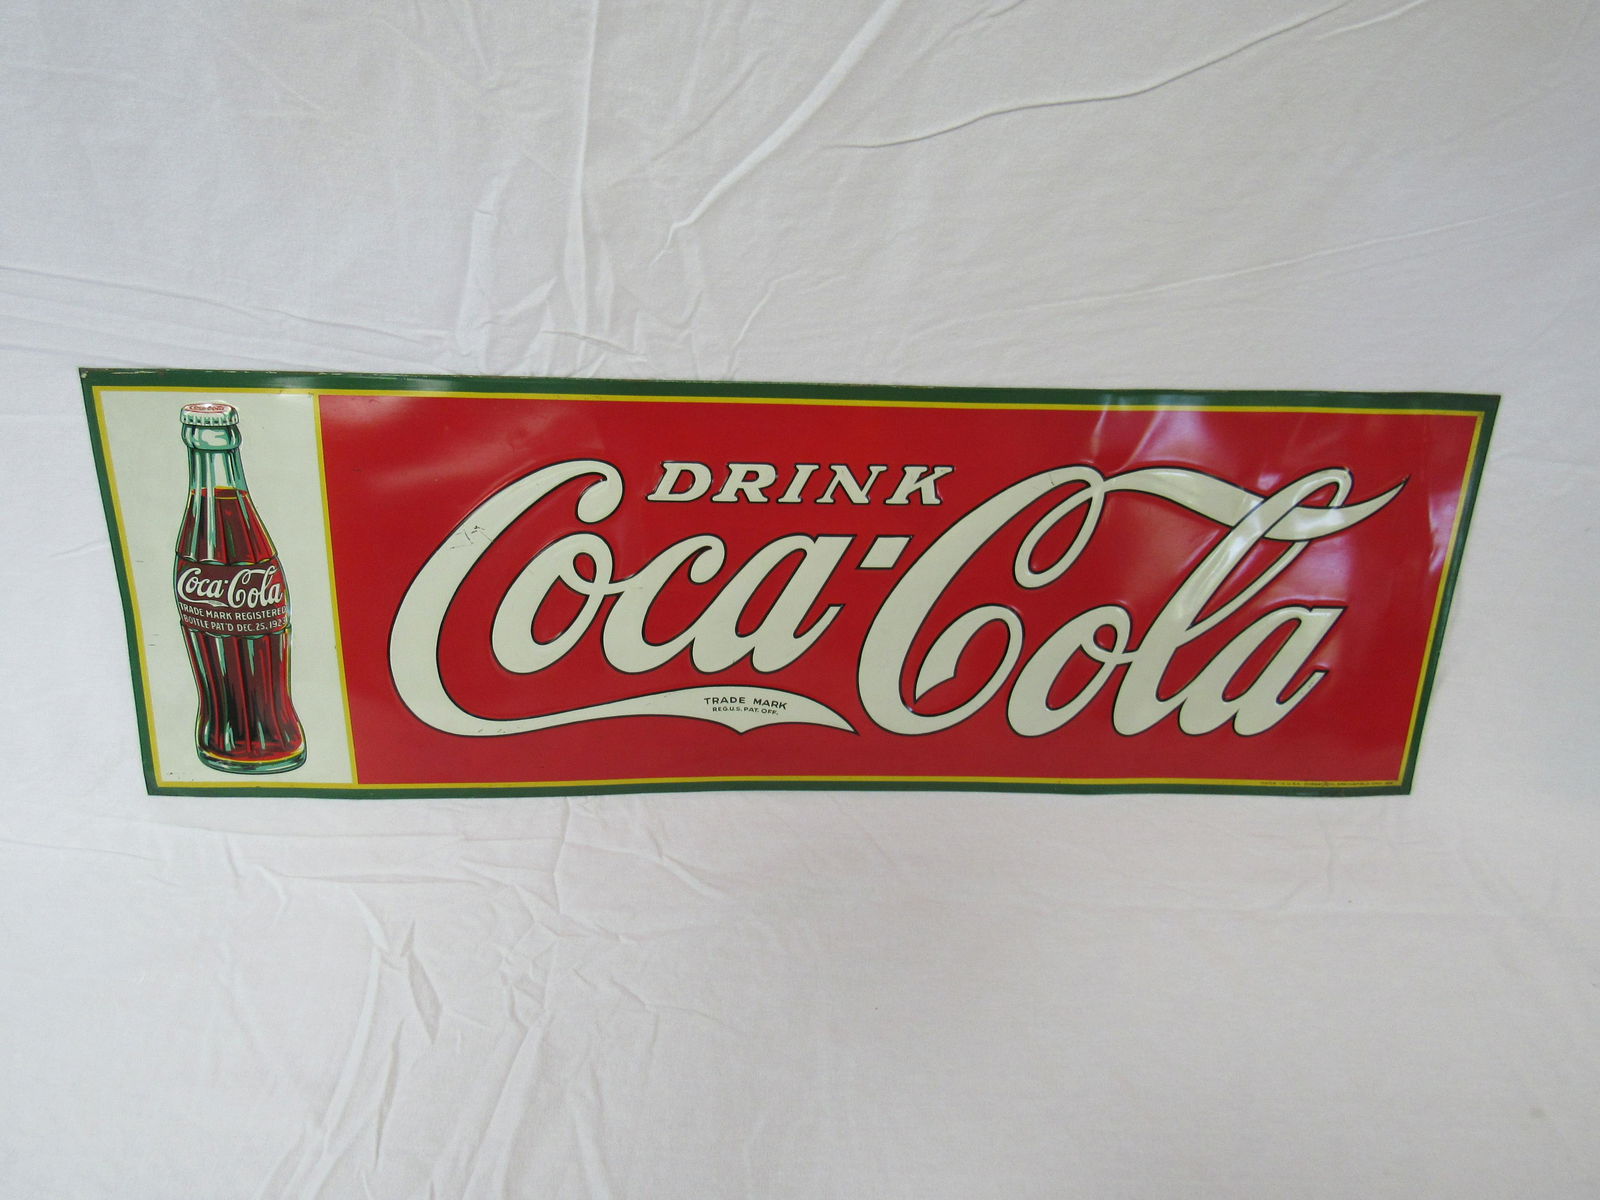 Coca-Cola
Coca-Cola
TRADE MARK REGISTERED
BOTTLE PAT'D DEC. 25, 1923
DRINK
Coca-Cola
TRADE MARK
REG. U.S. PAT. OFF.